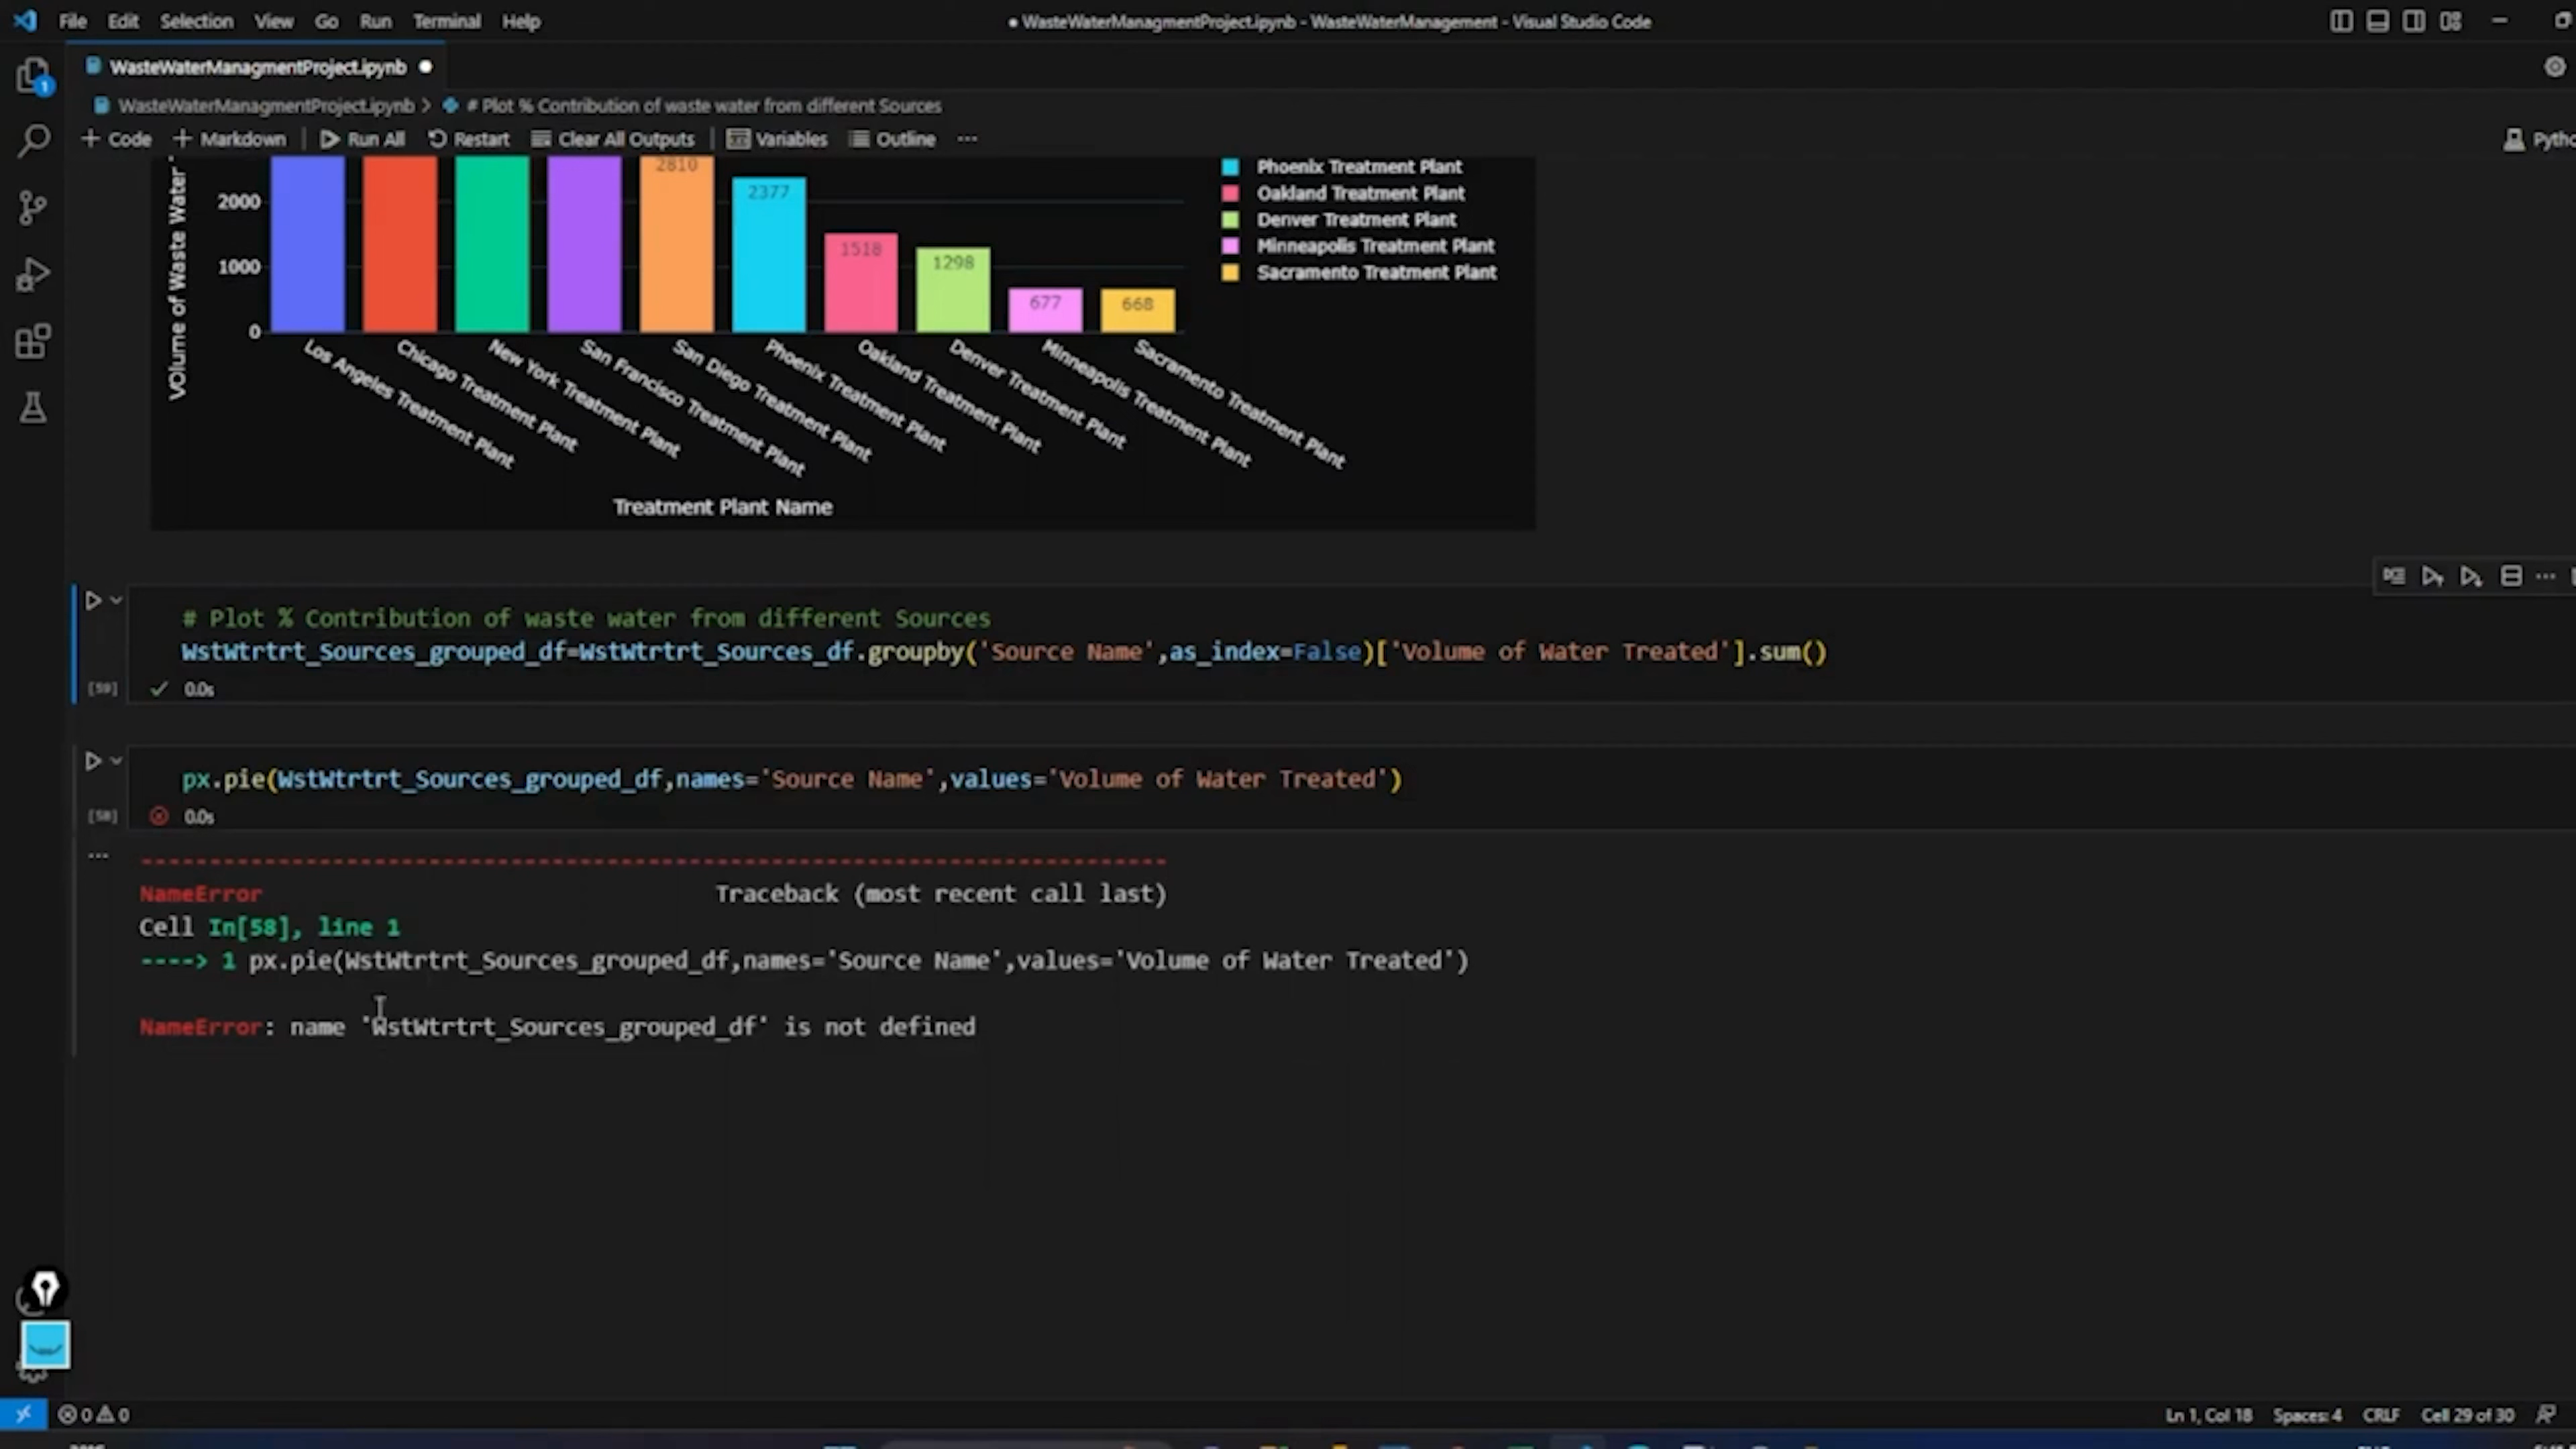 File Edit Selection View Go Run Terminal Help
● WasteWaterManagmentProject.ipynb - WasteWaterManagement - Visual Studio Code
WasteWaterManagmentProject.ipynb ●
WasteWaterManagmentProject.ipynb > # Plot % Contribution of waste water from different Sources
+ Code + Markdown | Run All Restart Clear All Outputs | Variables Outline ...
1
Volume of Waste Water
2000
1000
0
2810
2377
1518
1298
677
668
Phoenix Treatment Plant
Oakland Treatment Plant
Denver Treatment Plant
Minneapolis Treatment Plant
Sacramento Treatment Plant
Los Angeles Treatment Plant
Chicago Treatment Plant
New York Treatment Plant
San Francisco Treatment Plant
San Diego Treatment Plant
Phoenix Treatment Plant
Oakland Treatment Plant
Denver Treatment Plant
Minneapolis Treatment Plant
Sacramento Treatment Plant
Treatment Plant Name
# Plot % Contribution of waste water from different Sources
WstWtrtrt_Sources_grouped_df=WstWtrtrt_Sources_df.groupby('Source Name',as_index=False)['Volume of Water Treated'].sum()
[59] ✓ 0.0s
px.pie(WstWtrtrt_Sources_grouped_df,names='Source Name',values='Volume of Water Treated')
[58] 0.0s
---------------------------------------------------------------------------
NameError Traceback (most recent call last)
Cell In[58], line 1
----> 1 px.pie(WstWtrtrt_Sources_grouped_df,names='Source Name',values='Volume of Water Treated')
NameError: name 'WstWtrtrt_Sources_grouped_df' is not defined
0 0
Ln 1, Col 18 Spaces: 4 CRLF Cell 29 of 30